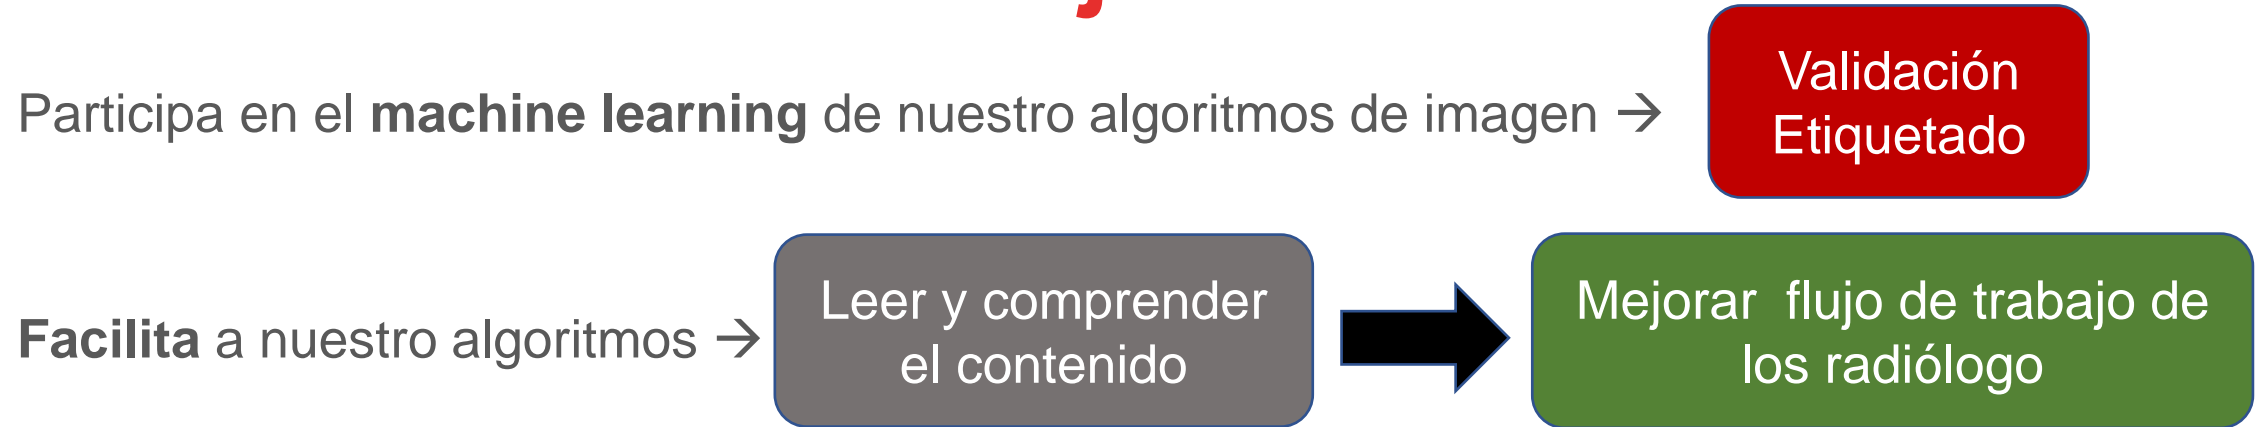 Participa en el machine learning de nuestro algoritmos de imagen →
Validación
Etiquetado
Facilita a nuestro algoritmos →
Leer y comprender
el contenido
Mejorar flujo de trabajo de
los radiólogo